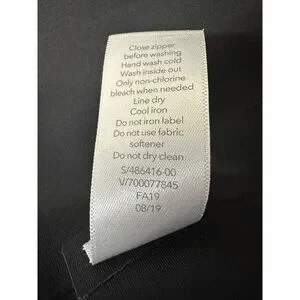 Close zipper
before washing
Hand wash cold
Wash inside out
Only non-chlorine
bleach when needed
Line dry
Cool iron
Do not iron label
Do not use fabric
softener
Do not dry clean
S/486416-00
V/700077845
FA19
08/19